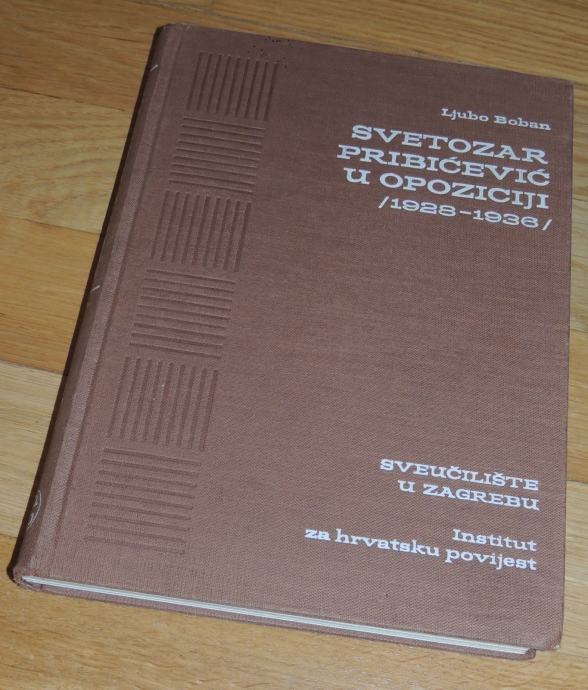 Ljubo Boban
SVETOZAR
PRIBIĆEVIĆ
U OPOZICIJI
/1928-1936/
SVEUČILIŠTE
U ZAGREBU
Institut
za hrvatsku povijest